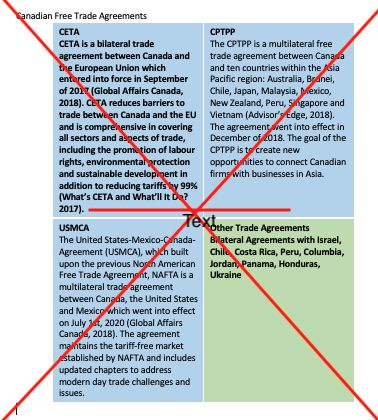 Canadian Free Trade Agreements
CETA
CETA is a bilateral trade
agreement between Canada and
the European Union which
entered into force in September
of 2017 (Global Affairs Canada,
2018). CETA reduces barriers to
trade between Canada and the EU
and is comprehensive in covering
all sectors and aspects of trade,
including the promotion of labour
rights, environmental protection
and sustainable development in
addition to reducing tariffs by 99%
(What's CETA and What'll It Do?
2017).
CPTPP
The CPTPP is a multilateral free
trade agreement between Canada
and ten countries within the Asia
Pacific region: Australia, Brunei,
Chile, Japan, Malaysia, Mexico,
New Zealand, Peru, Singapore and
Vietnam (Advisor's Edge, 2018).
The agreement went into effect in
December of 2018. The goal of the
CPTPP is to create new
opportunities to connect Canadian
firms with businesses in Asia.
Text
USMCA
The United States-Mexico-Canada-
Agreement (USMCA), which built
upon the previous North American
Free Trade Agreement, NAFTA is a
multilateral trade agreement
between Canada, the United States
and Mexico which went into effect
on July 1st, 2020 (Global Affairs
Canada, 2018). The agreement
maintains the tariff-free market
established by NAFTA and includes
updated chapters to address
modern day trade challenges and
issues.
Other Trade Agreements
Bilateral Agreements with Israel,
Chile, Costa Rica, Peru, Columbia,
Jordan, Panama, Honduras,
Ukraine